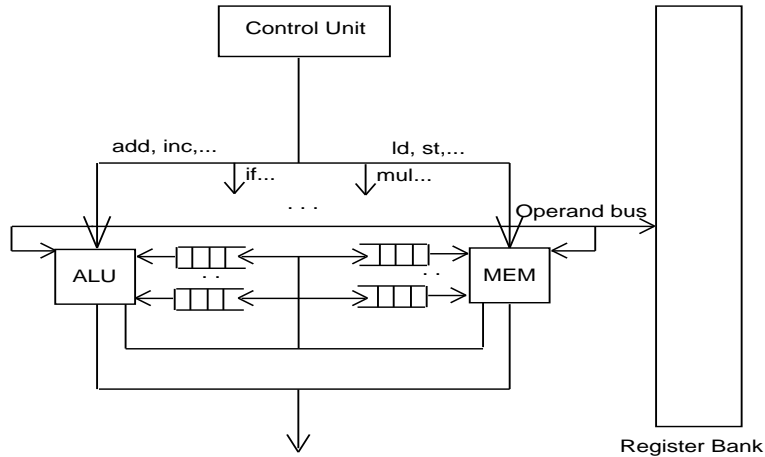 Control Unit
add, inc,...
ld, st,...
if...
mul...
. . .
Operand bus
ALU
. .
. .
MEM
Register Bank